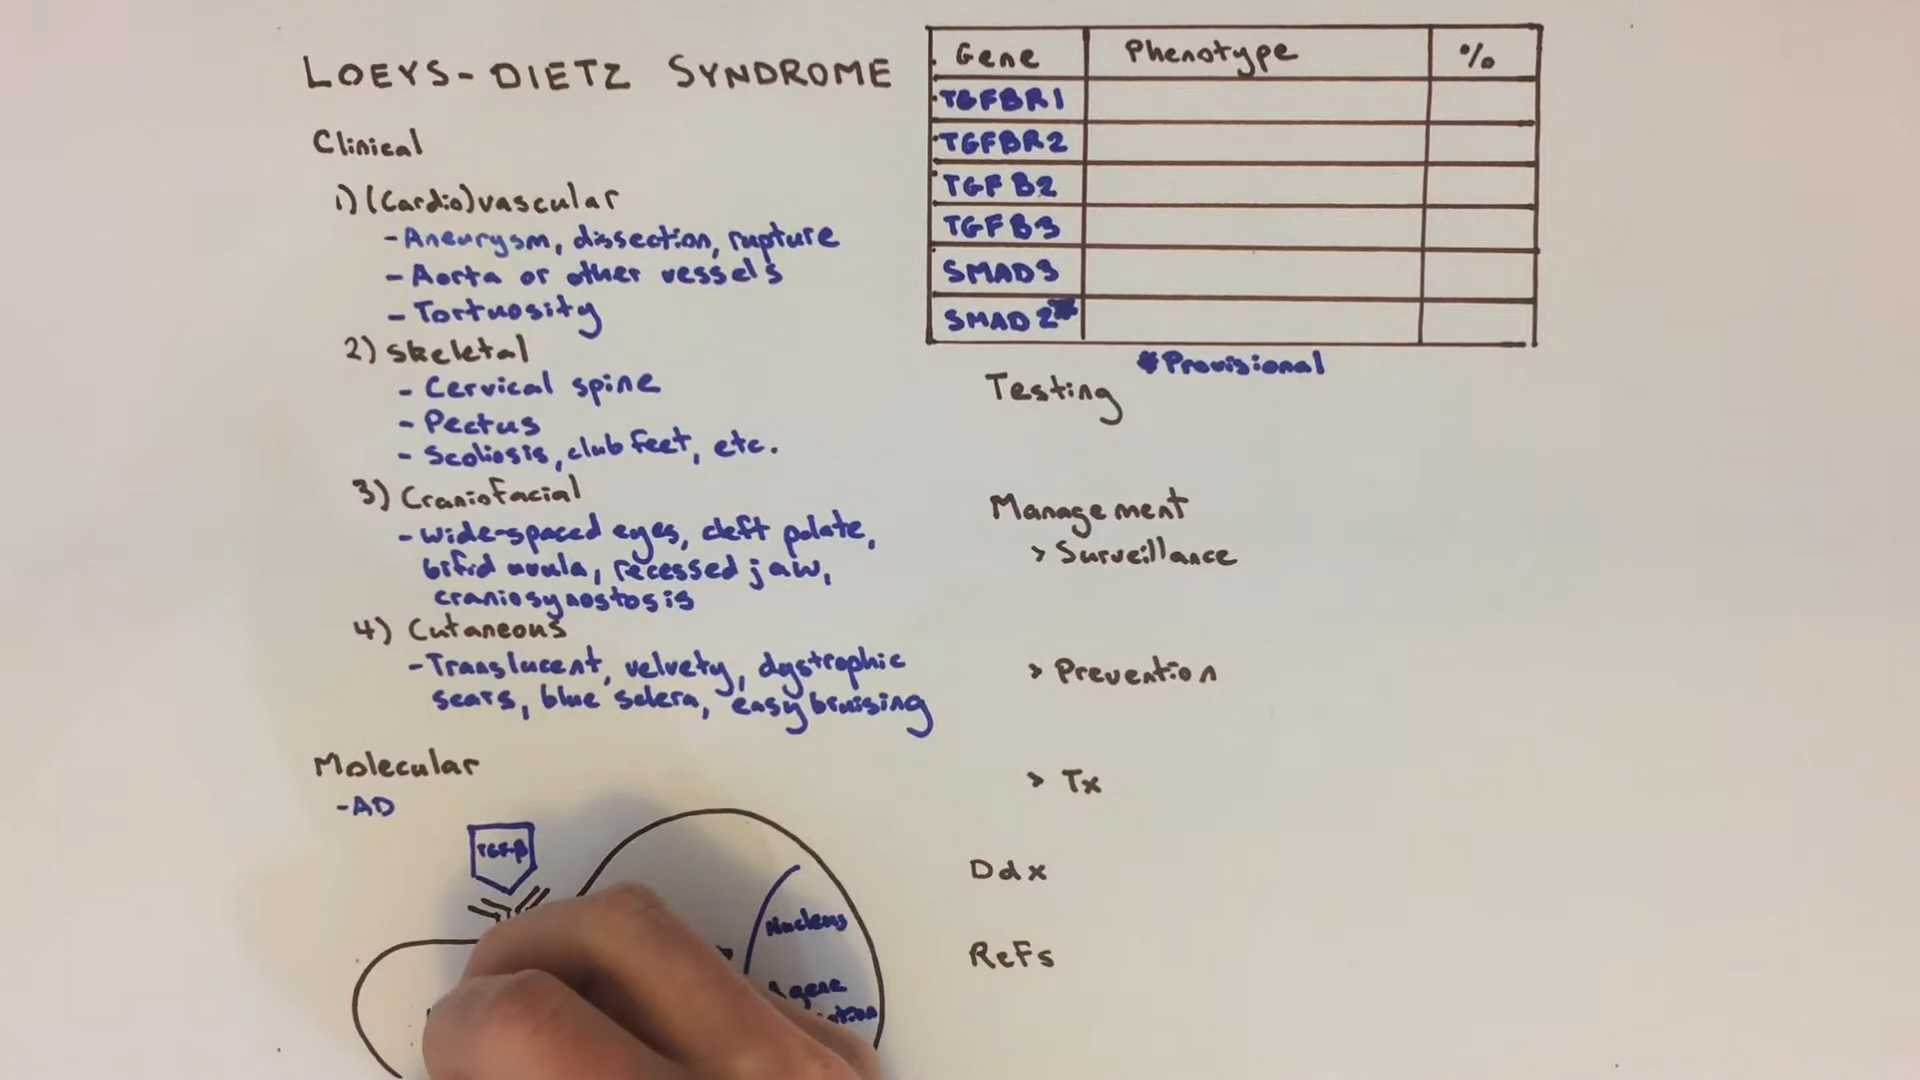 LOEYS-DIETZ SYNDROME
Clinical
1) (Cardio)vascular
- Aneurysm, dissection, rupture
- Aorta or other vessels
- Tortuosity
2) Skeletal
- Cervical spine
- Pectus
- Scoliosis, club feet, etc.
3) Craniofacial
- wide-spaced eyes, cleft palate,
bifid uvula, recessed jaw,
craniosynostosis
4) Cutaneous
- Translucent, velvety, dystrophic
scars, blue sclera, easy bruising
Molecular
- AD
TGF-β
Nucleus
gene
Gene Phenotype %
TGFBR1
TGFBR2
TGFB2
TGFB3
SMAD3
SMAD2*
*Provisional
Testing
Management
> Surveillance
> Prevention
> Tx
Ddx
Refs